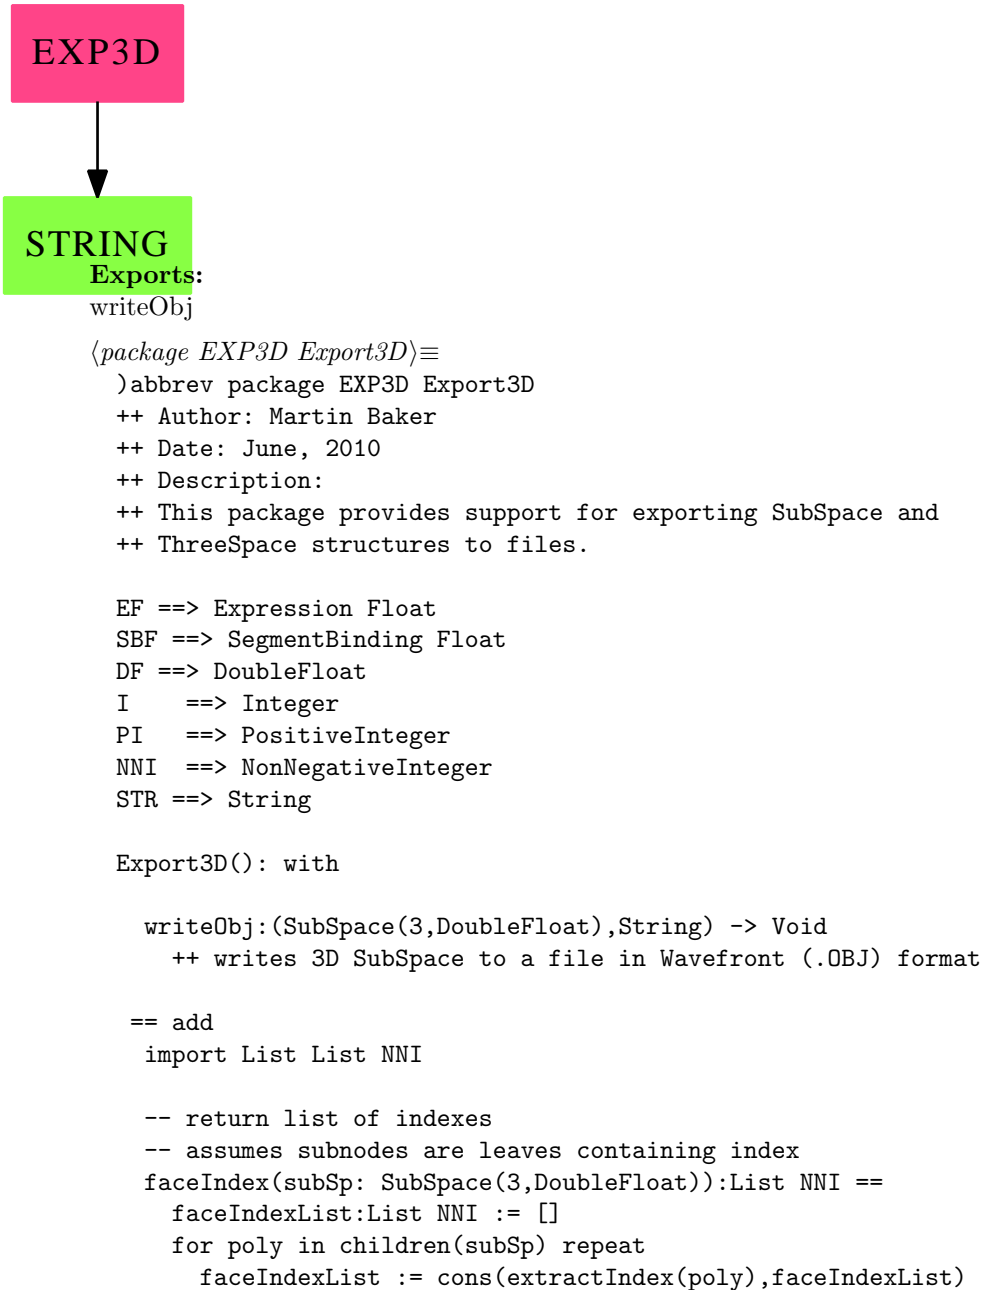 EXP3D
STRING
Exports:
writeObj
⟨package EXP3D Export3D⟩≡
)abbrev package EXP3D Export3D
++ Author: Martin Baker
++ Date: June, 2010
++ Description:
++ This package provides support for exporting SubSpace and
++ ThreeSpace structures to files.

EF ==> Expression Float
SBF ==> SegmentBinding Float
DF ==> DoubleFloat
I    ==> Integer
PI   ==> PositiveInteger
NNI  ==> NonNegativeInteger
STR ==> String

Export3D(): with

  writeObj:(SubSpace(3,DoubleFloat),String) -> Void
    ++ writes 3D SubSpace to a file in Wavefront (.OBJ) format

 == add
  import List List NNI

  -- return list of indexes
  -- assumes subnodes are leaves containing index
  faceIndex(subSp: SubSpace(3,DoubleFloat)):List NNI ==
    faceIndexList:List NNI := []
    for poly in children(subSp) repeat
      faceIndexList := cons(extractIndex(poly),faceIndexList)